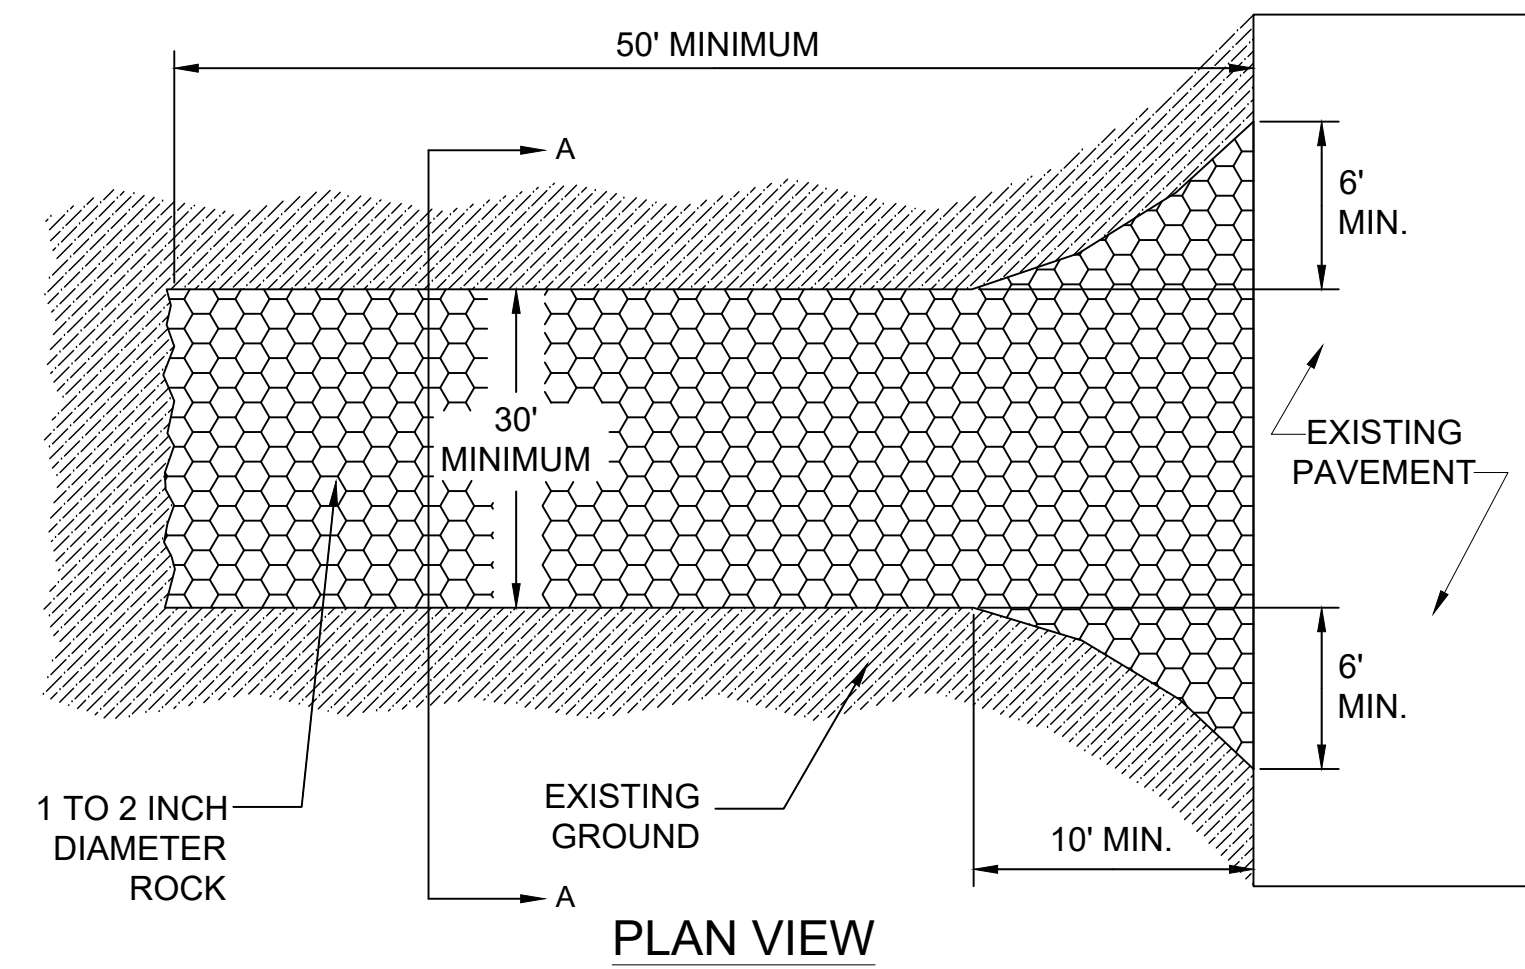 50' MINIMUM
A
6'
MIN.
30'
MINIMUM
EXISTING
PAVEMENT
6'
MIN.
1 TO 2 INCH
DIAMETER
ROCK
EXISTING
GROUND
10' MIN.
A
PLAN VIEW